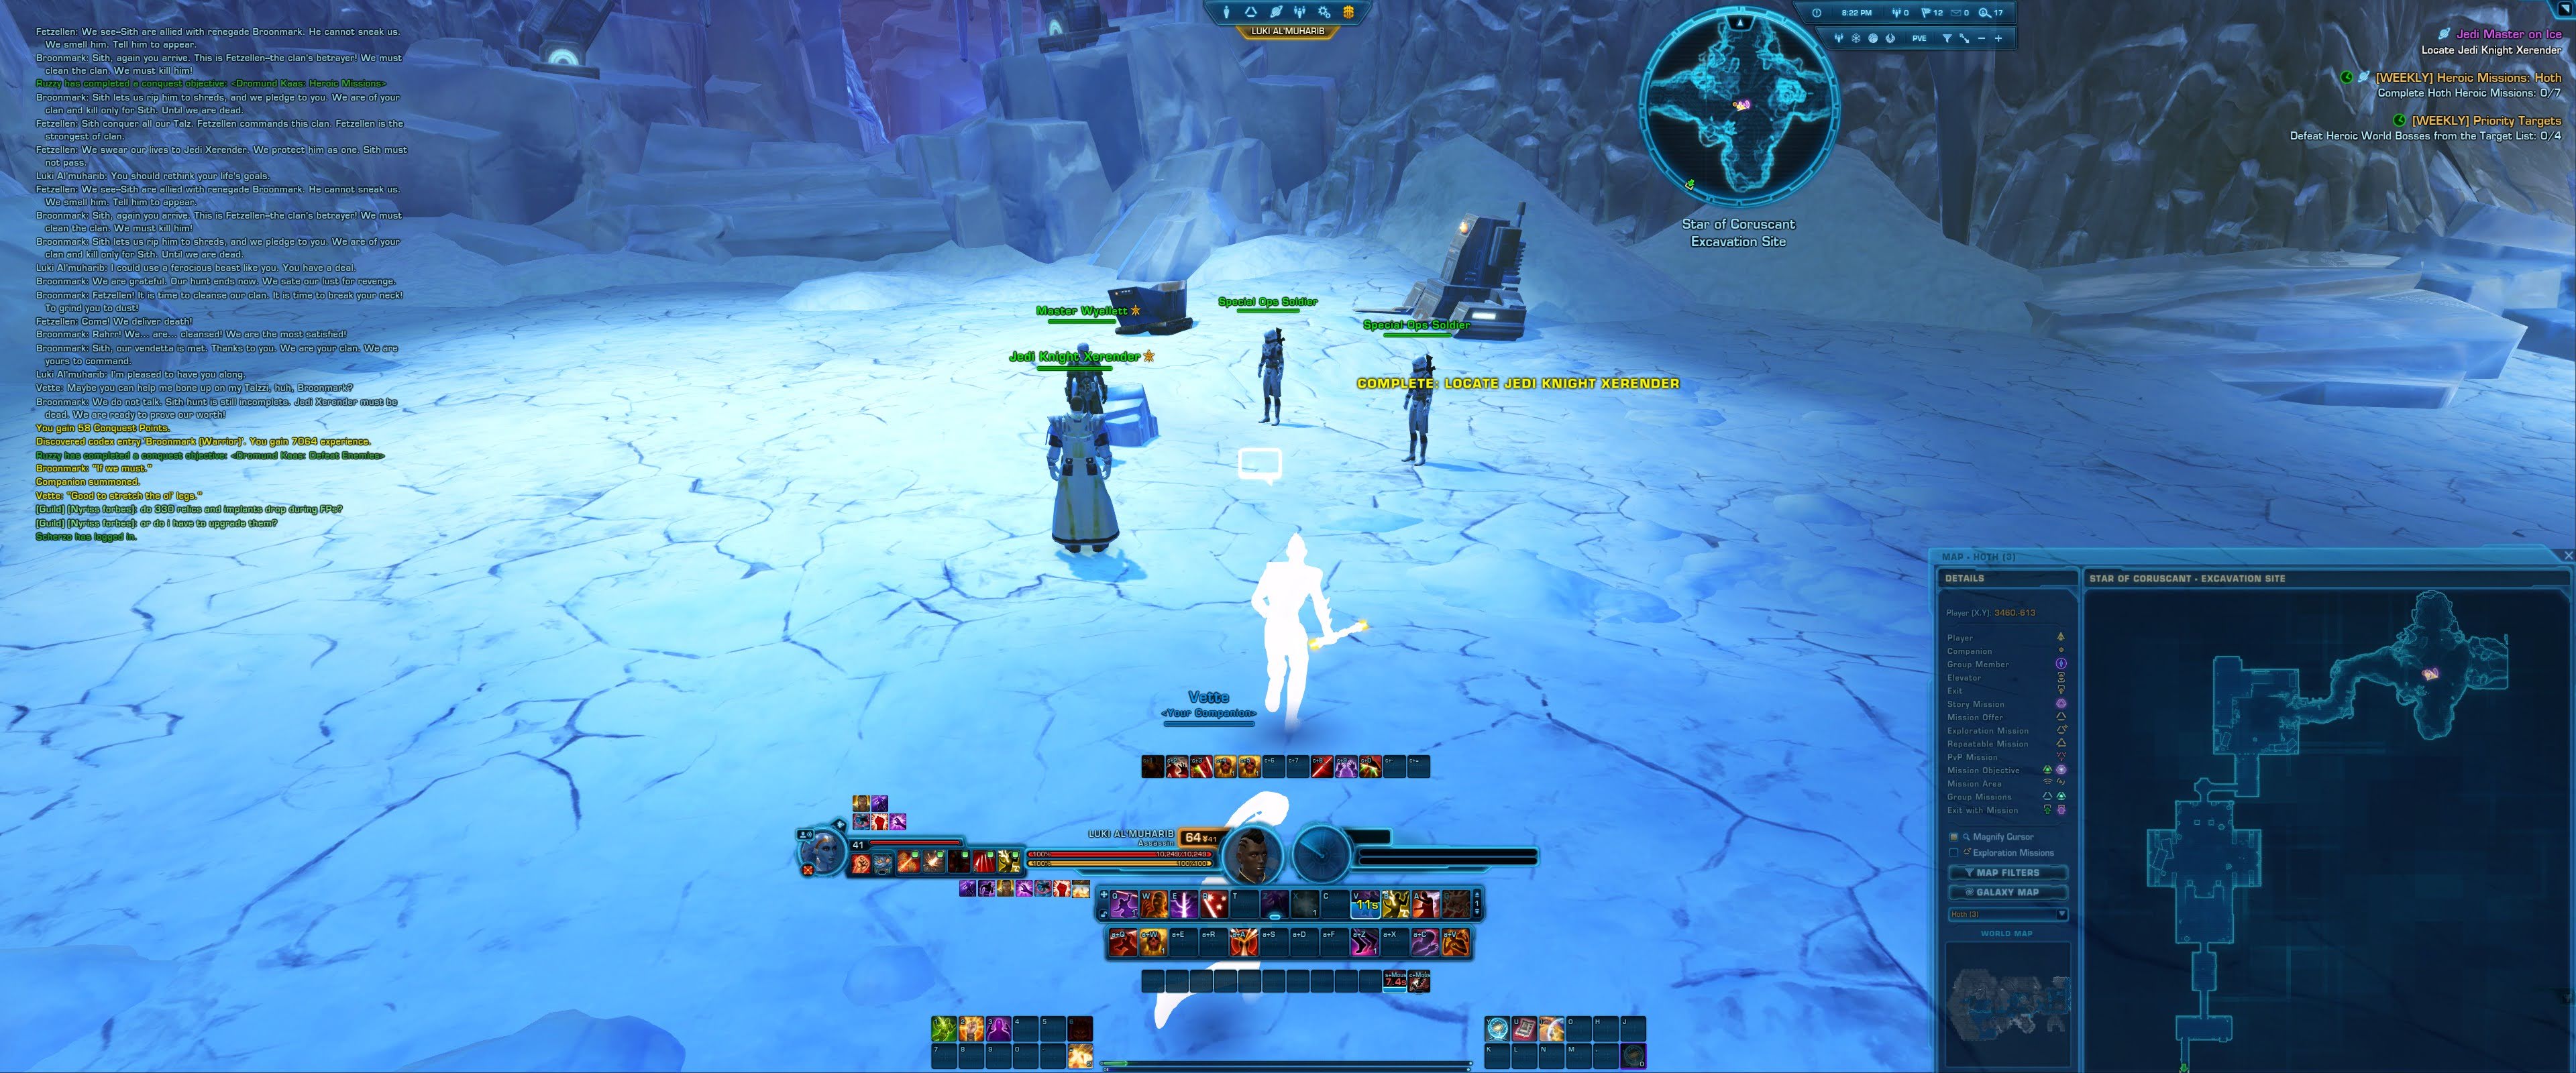 Fetzellen: We see–Sith are allied with renegade Broonmark. He cannot sneak us.
We smell him. Tell him to appear.
Broonmark: Sith, again you arrive. This is Fetzellen–the clan's betrayer! We must
clean the clan. We must kill him!
Ruzzy has completed a conquest objective: <Dromund Kaas: Heroic Missions>
Broonmark: Sith lets us rip him to shreds, and we pledge to you. We are of your
clan and kill only for Sith. Until we are dead.
Fetzellen: Sith conquer all our Talz. Fetzellen commands this clan. Fetzellen is the
strongest of clan.
Fetzellen: We swear our lives to Jedi Xerender. We protect him as one. Sith must
not pass.
Luki Al'muharib: You should rethink your life's goals.
Fetzellen: We see–Sith are allied with renegade Broonmark. He cannot sneak us.
We smell him. Tell him to appear.
Broonmark: Sith, again you arrive. This is Fetzellen–the clan's betrayer! We must
clean the clan. We must kill him!
Broonmark: Sith lets us rip him to shreds, and we pledge to you. We are of your
clan and kill only for Sith. Until we are dead.
Luki Al'muharib: I could use a ferocious beast like you. You have a deal.
Broonmark: We are grateful. Our hunt ends now. We sate our lust for revenge.
Broonmark: Fetzellen! It is time to cleanse our clan. It is time to break your neck!
To grind you to dust!
Fetzellen: Come! We deliver death!
Broonmark: Rahrr! We... are... cleansed! We are the most satisfied!
Broonmark: Sith, our vendetta is met. Thanks to you. We are your clan. We are
yours to command.
Luki Al'muharib: I'm pleased to have you along.
Vette: Maybe you can help me bone up on my Talzzi, huh, Broonmark?
Broonmark: We do not talk. Sith hunt is still incomplete. Jedi Xerender must be
dead. We are ready to prove our worth!
You gain 58 Conquest Points.
Discovered codex entry 'Broonmark (Warrior)'. You gain 7064 experience.
Ruzzy has completed a conquest objective: <Dromund Kaas: Defeat Enemies>
Broonmark: "If we must."
Companion summoned.
Vette: "Good to stretch the ol' legs."
[Guild] [Nyriss forbes]: do 330 relics and implants drop during FPs?
[Guild] [Nyriss forbes]: or do i have to upgrade them?
Scherzo has logged in.
LUKI AL'MUHARIB
8:22 PM 0 12 0 17
PVE
Star of Coruscant
Excavation Site
Jedi Master on Ice
Locate Jedi Knight Xerender
[WEEKLY] Heroic Missions: Hoth
Complete Hoth Heroic Missions: 0/7
[WEEKLY] Priority Targets
Defeat Heroic World Bosses from the Target List: 0/4
Master Wyellett
Special Ops Soldier
Special Ops Soldier
Jedi Knight Xerender
COMPLETE: LOCATE JEDI KNIGHT XERENDER
Vette
<Your Companion>
MAP - HOTH (3)
DETAILS
STAR OF CORUSCANT - EXCAVATION SITE
Player (X,Y): 3460,-613
Player
Companion
Group Member
Elevator
Exit
Story Mission
Mission Offer
Exploration Mission
Repeatable Mission
PvP Mission
Mission Objective
Mission Area
Group Missions
Exit with Mission
Magnify Cursor
Exploration Missions
MAP FILTERS
GALAXY MAP
Hoth (3)
WORLD MAP
41
LUKI AL'MUHARIB
Assassin
64 41
100% 10,249/10,249
100% 100/100
Q W E R T C V 11s A
a+Q a+W a+E a+R a+A a+S a+D a+F a+Z a+X a+C a+V
7.4s
3 4 5
7 8 9 0
U O H J
K L N M